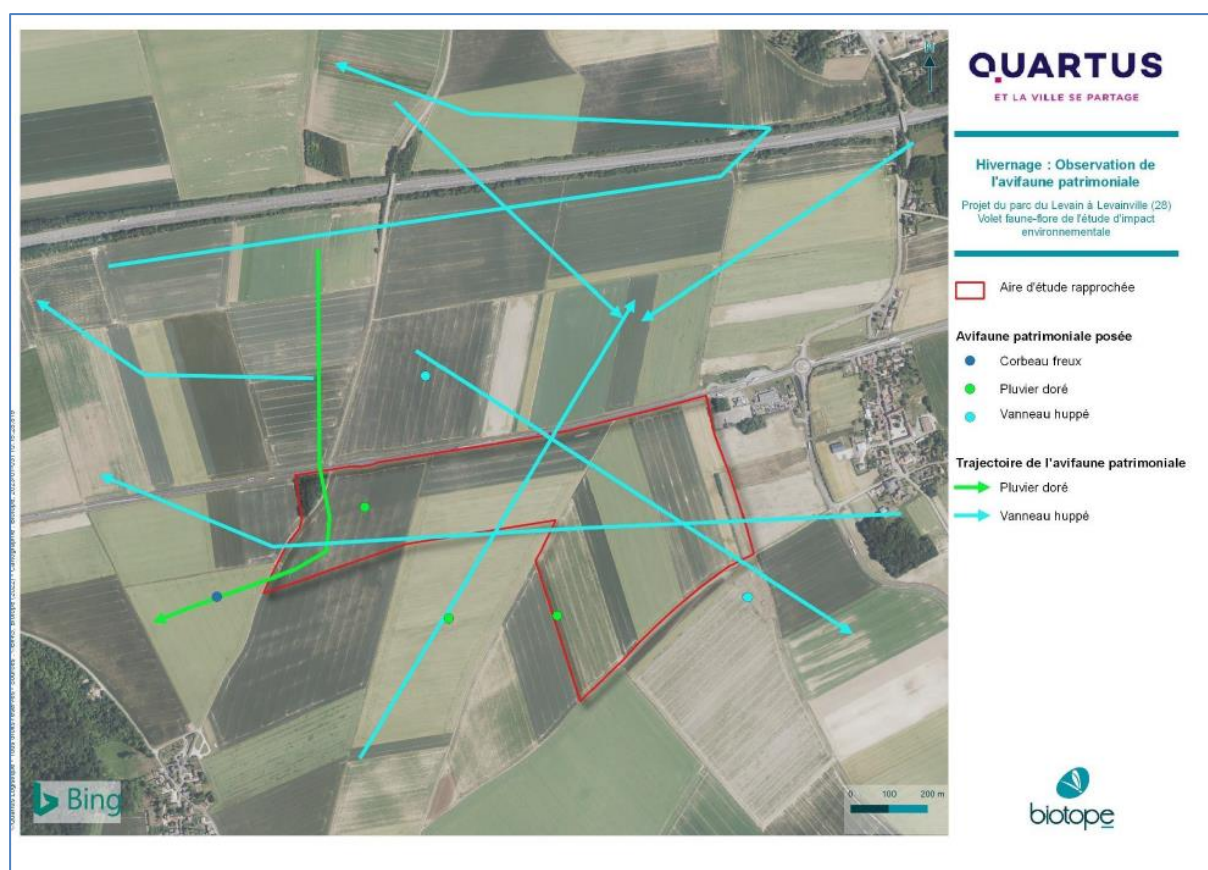 N
QUARTUS
ET LA VILLE SE PARTAGE
Hivernage : Observation de
l'avifaune patrimoniale
Projet du parc du Levain à Levainville (28)
Volet faune-flore de l'étude d'impact
environnementale
Aire d'étude rapprochée
Avifaune patrimoniale posée
Corbeau freux
Pluvier doré
Vanneau huppé
Trajectoire de l'avifaune patrimoniale
Pluvier doré
Vanneau huppé
Bing
0 100 200 m
biotope